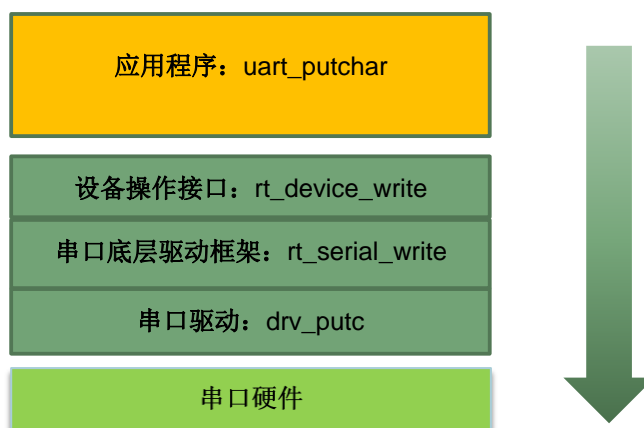 应用程序：uart_putchar
设备操作接口：rt_device_write
串口底层驱动框架：rt_serial_write
串口驱动：drv_putc
串口硬件